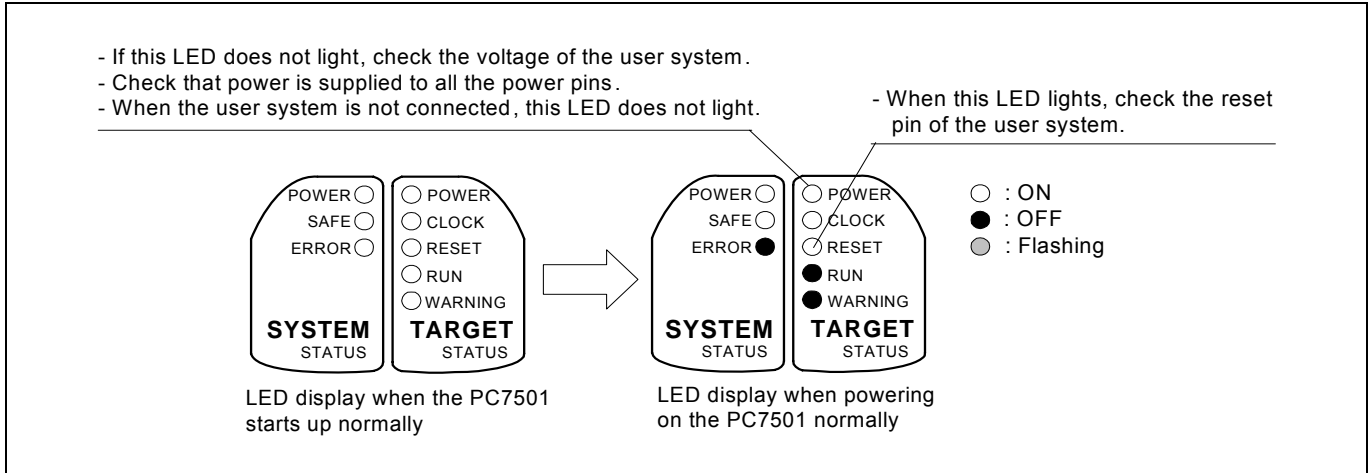 - If this LED does not light, check the voltage of the user system.
- Check that power is supplied to all the power pins.
- When the user system is not connected, this LED does not light.
- When this LED lights, check the reset
pin of the user system.
POWER
SAFE
ERROR
SYSTEM
STATUS
POWER
CLOCK
RESET
RUN
WARNING
TARGET
STATUS
LED display when the PC7501
starts up normally
POWER
SAFE
ERROR
SYSTEM
STATUS
POWER
CLOCK
RESET
RUN
WARNING
TARGET
STATUS
LED display when powering
on the PC7501 normally
: ON
: OFF
: Flashing